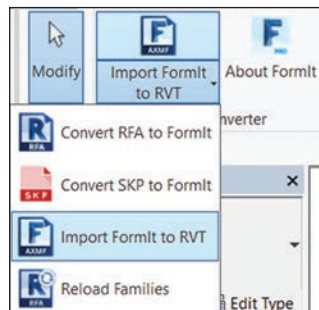 F
AXMF
F
PRO
Modify
Import FormIt
to RVT
About FormIt
nverter
R
RFA
Convert RFA to FormIt
SKP
Convert SKP to FormIt
F
AXMF
Import FormIt to RVT
R
RFA
Reload Families
Edit Type